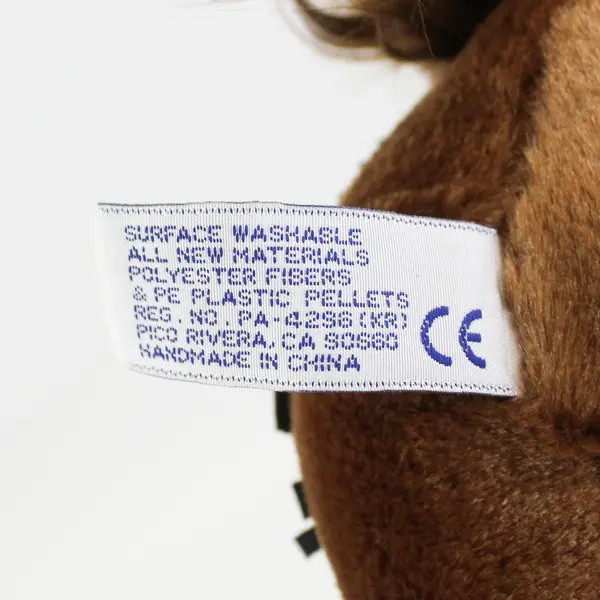 SURFACE WASHABLE
ALL NEW MATERIALS
POLYESTER FIBERS
& PE PLASTIC PELLETS
REG. NO. PA-4296(KR)
PICO RIVERA, CA 90660
HANDMADE IN CHINA
CE